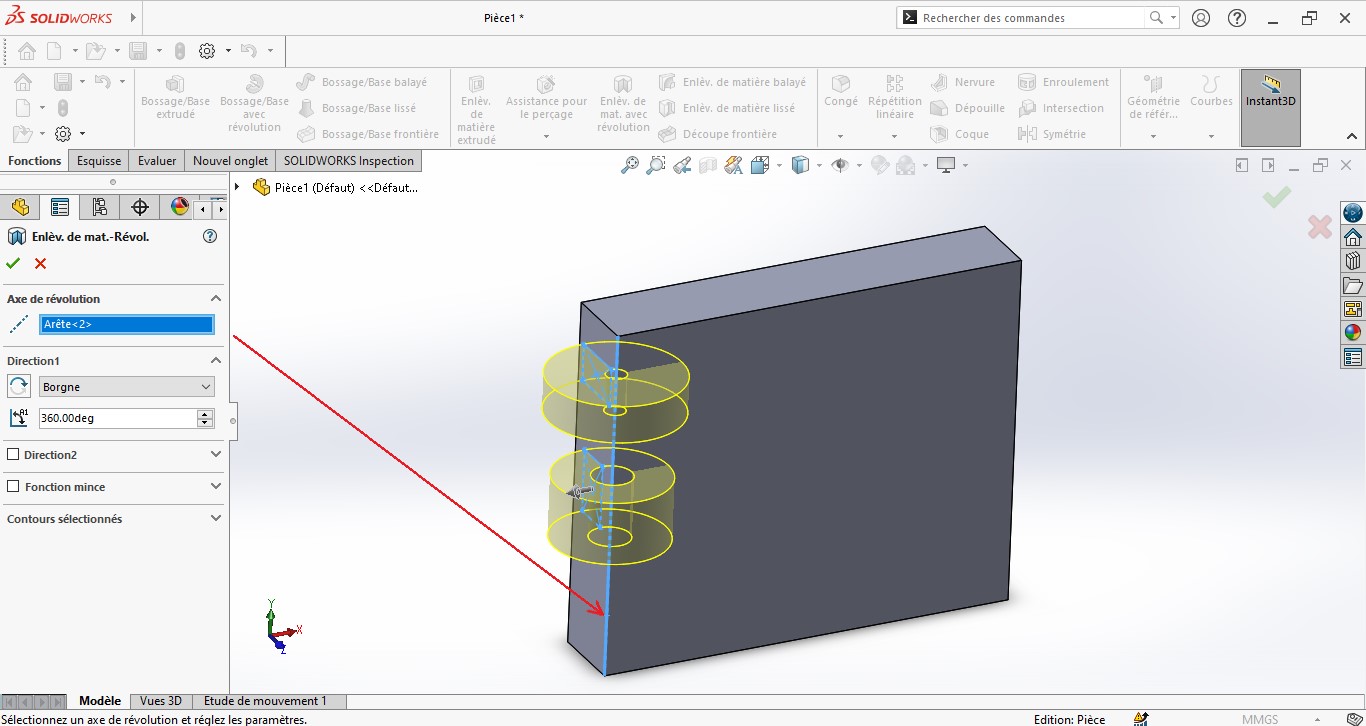 SOLIDWORKS
Pièce1 *
Rechercher des commandes
Bossage/Base
extrudé
Bossage/Base
avec
révolution
Bossage/Base balayé
Bossage/Base lissé
Bossage/Base frontière
Enlèv.
de
matière
extrudé
Assistance pour
le perçage
Enlèv. de
mat. avec
révolution
Enlèv. de matière balayé
Enlèv. de matière lissé
Découpe frontière
Congé
Répétition
linéaire
Nervure
Dépouille
Coque
Enroulement
Intersection
Symétrie
Géométrie
de référ...
Courbes
Instant3D
Fonctions
Esquisse
Evaluer
Nouvel onglet
SOLIDWORKS Inspection
Pièce1 (Défaut) <<Défaut...
Enlèv. de mat.-Révol.
Axe de révolution
Arête<2>
Direction1
Borgne
A1
360.00deg
Direction2
Fonction mince
Contours sélectionnés
Y
X
Z
Modèle
Vues 3D
Etude de mouvement 1
Sélectionnez un axe de révolution et réglez les paramètres.
Edition: Pièce
MMGS